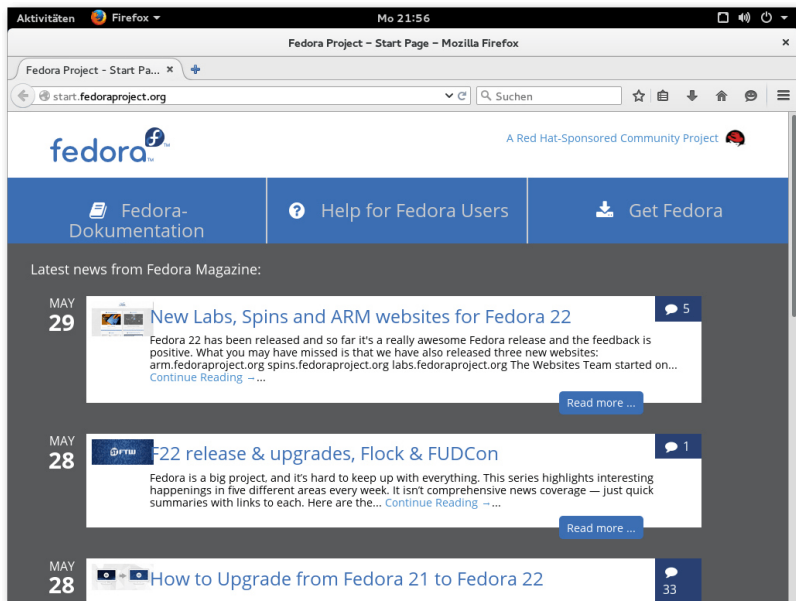 Aktivitäten Firefox Mo 21:56
Fedora Project – Start Page – Mozilla Firefox
Fedora Project - Start Pa...
start.fedoraproject.org Suchen
fedora
A Red Hat-Sponsored Community Project
Fedora-
Dokumentation
Help for Fedora Users
Get Fedora
Latest news from Fedora Magazine:
MAY
29
New Labs, Spins and ARM websites for Fedora 22
5
Fedora 22 has been released and so far it's a really awesome Fedora release and the feedback is
positive. What you may have missed is that we have also released three new websites:
arm.fedoraproject.org spins.fedoraproject.org labs.fedoraproject.org The Websites Team started on...
Continue Reading →...
Read more ...
MAY
28
FTW
F22 release & upgrades, Flock & FUDCon
1
Fedora is a big project, and it's hard to keep up with everything. This series highlights interesting
happenings in five different areas every week. It isn't comprehensive news coverage — just quick
summaries with links to each. Here are the... Continue Reading →...
Read more ...
MAY
28
How to Upgrade from Fedora 21 to Fedora 22
33